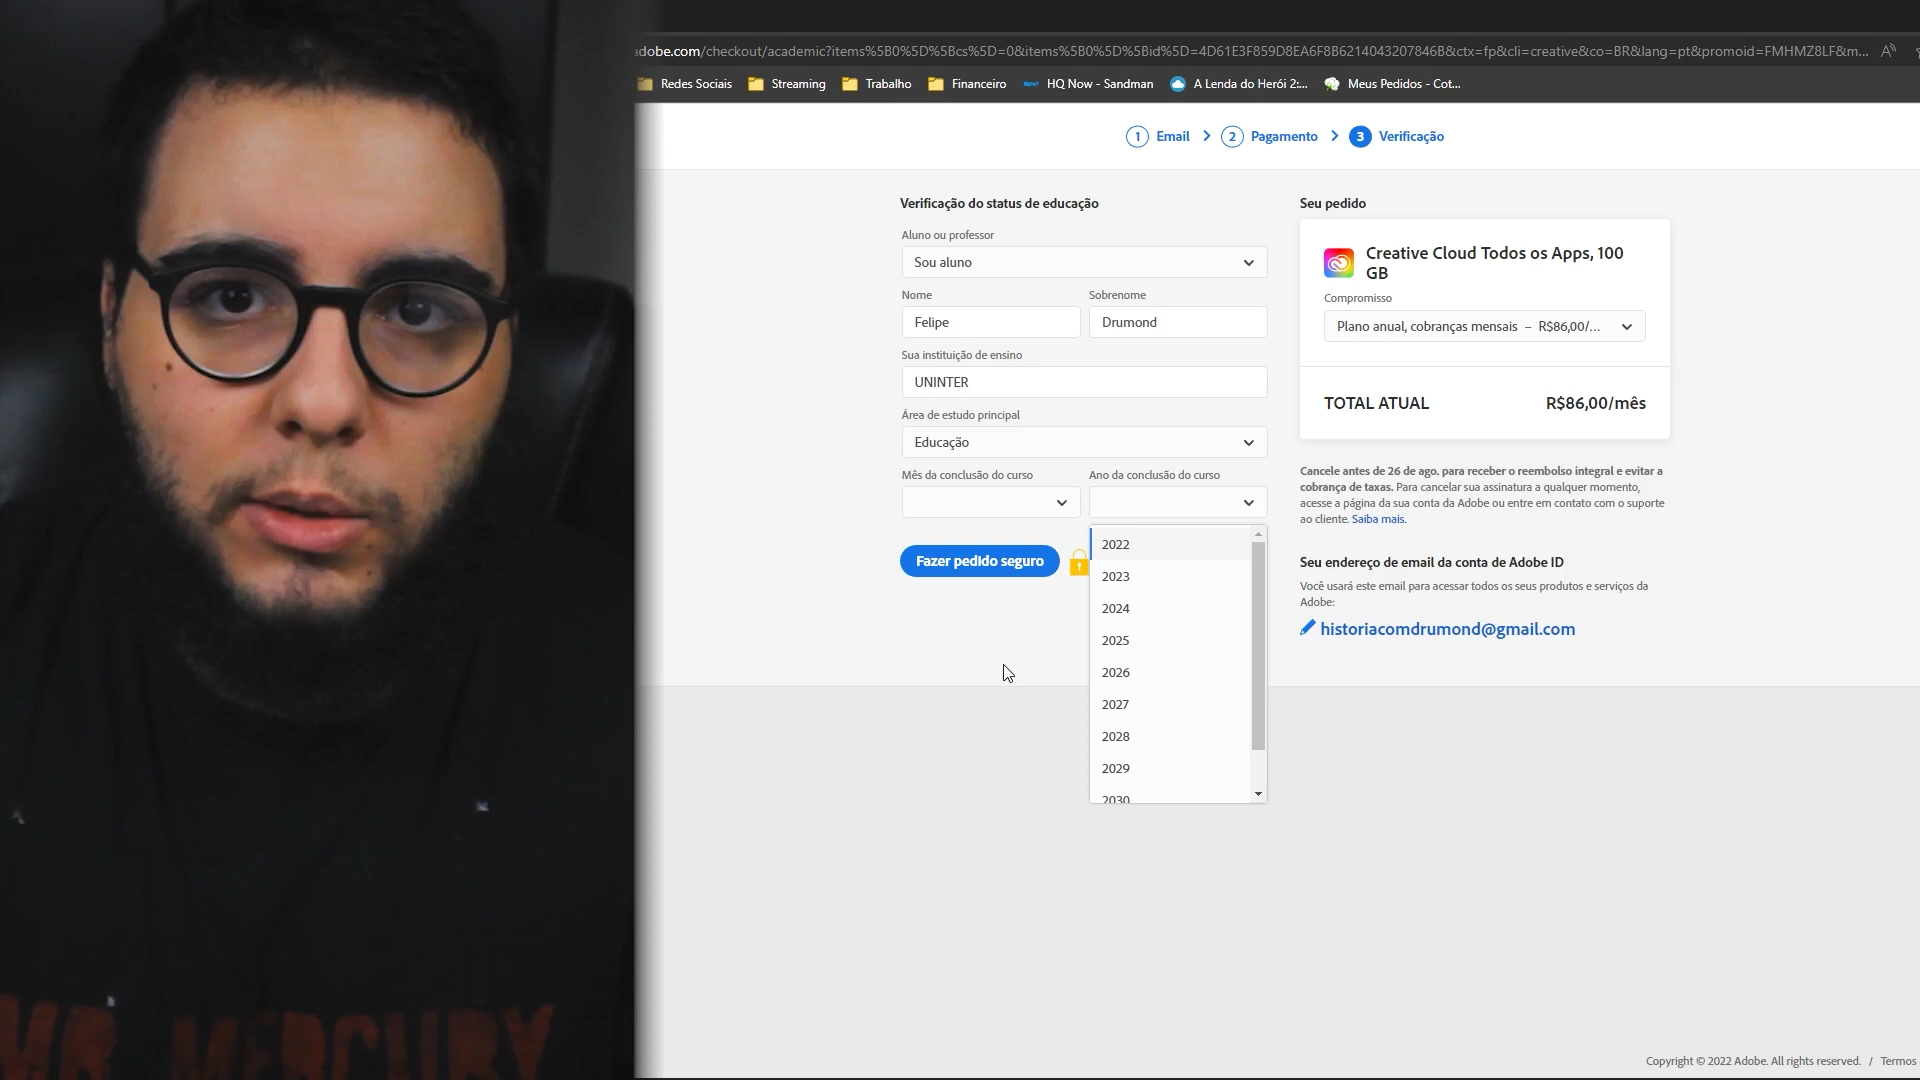 adobe.com/checkout/academic?items%5B0%5D%5Bcs%5D=0&items%5B0%5D%5Bid%5D=4D61E3F859D8EA6F8B6214043207846B&ctx=fp&cli=creative&co=BR&lang=pt&promoid=FMHMZ8LF&m...
Redes Sociais Streaming Trabalho Financeiro HQ Now - Sandman A Lenda do Herói 2:... Meus Pedidos - Cot...
1 Email 2 Pagamento 3 Verificação
Verificação do status de educação
Aluno ou professor
Sou aluno
Nome Sobrenome
Felipe Drumond
Sua instituição de ensino
UNINTER
Área de estudo principal
Educação
Mês da conclusão do curso Ano da conclusão do curso
Fazer pedido seguro
2022
2023
2024
2025
2026
2027
2028
2029
2030
Seu pedido
Creative Cloud Todos os Apps, 100
GB
Compromisso
Plano anual, cobranças mensais – R$86,00/...
TOTAL ATUAL R$86,00/mês
Cancele antes de 26 de ago. para receber o reembolso integral e evitar a
cobrança de taxas. Para cancelar sua assinatura a qualquer momento,
acesse a página da sua conta da Adobe ou entre em contato com o suporte
ao cliente. Saiba mais.
Seu endereço de email da conta de Adobe ID
Você usará este email para acessar todos os seus produtos e serviços da
Adobe:
historiacomdrumond@gmail.com
Copyright © 2022 Adobe. All rights reserved. / Termos
MR. MERCURY